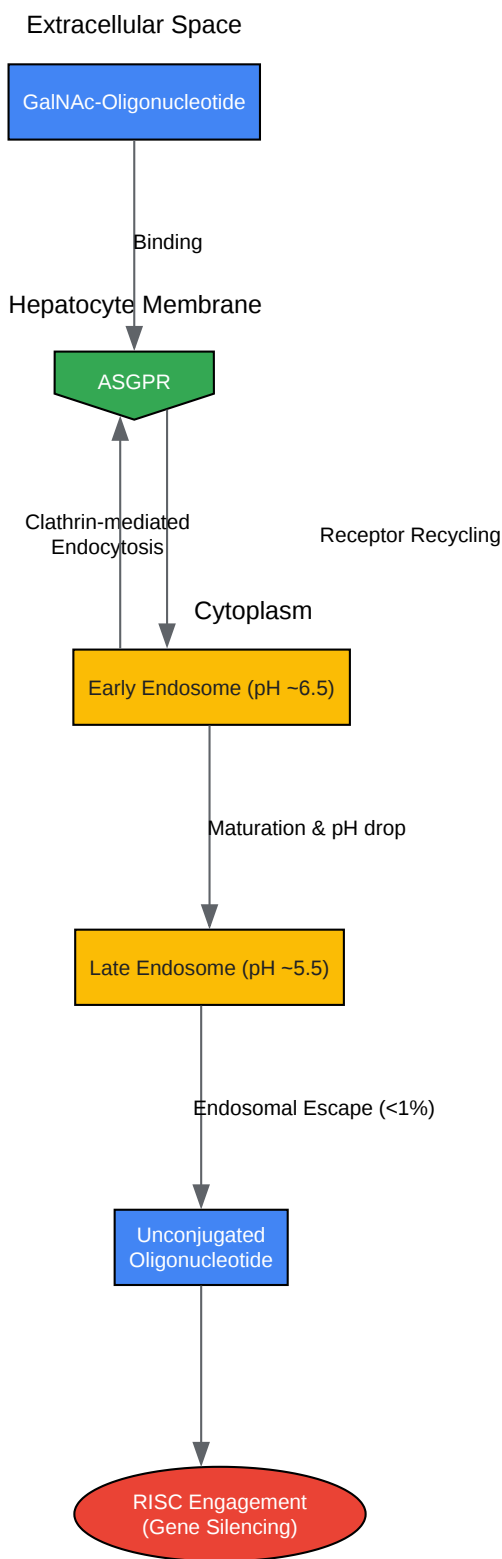 Extracellular Space
GalNAc-Oligonucleotide
Binding
Hepatocyte Membrane
ASGPR
Clathrin-mediated
Endocytosis
Receptor Recycling
Cytoplasm
Early Endosome (pH ~6.5)
Maturation & pH drop
Late Endosome (pH ~5.5)
Endosomal Escape (<1%)
Unconjugated
Oligonucleotide
RISC Engagement
(Gene Silencing)